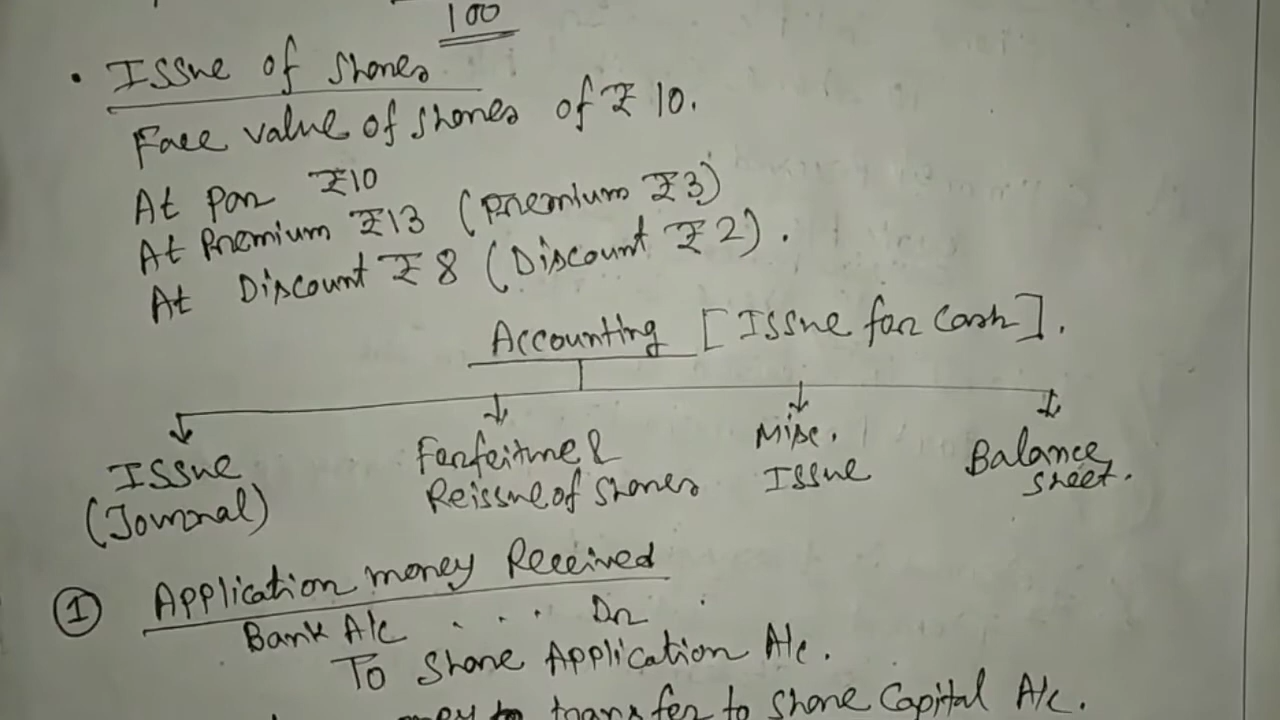 100
• Issue of Shares
Face value of shares of ₹ 10.
At par ₹10
At Premium ₹13 (Premium ₹3)
At Discount ₹ 8 (Discount ₹ 2).
Accounting [Issue for Cash].
Issue (Journal)
Forfeiture & Reissue of Shares
Misc. Issue
Balance Sheet.
① Application money Received
Bank A/c . . . Dr
To Share Application A/c.
money to transfer to Share Capital A/c.